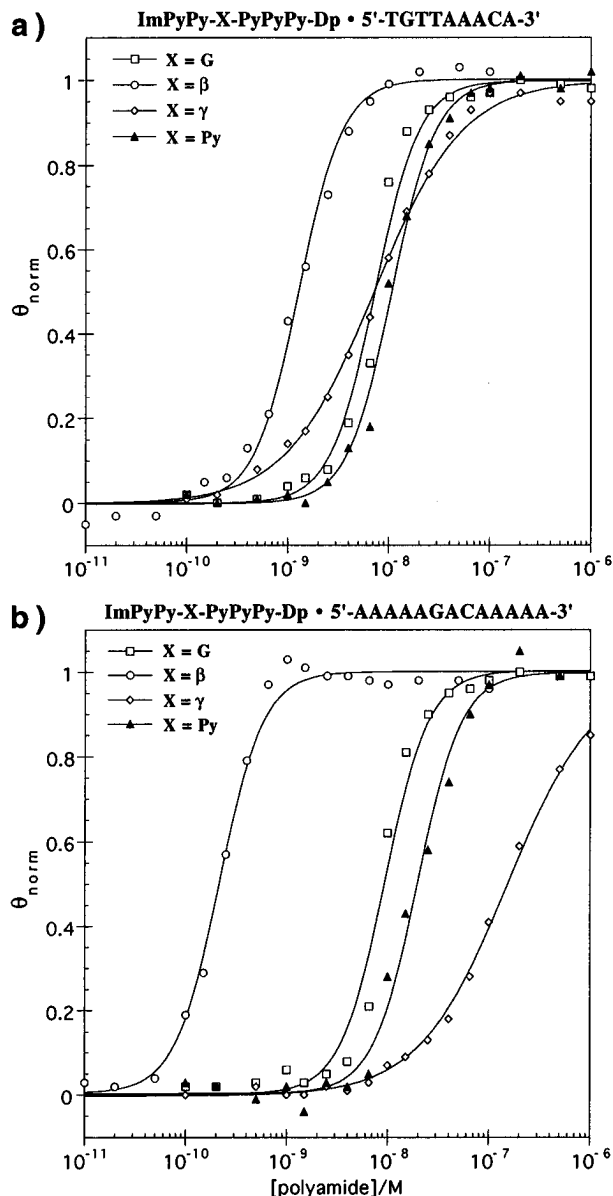 a)
ImPyPy-X-PyPyPy-Dp • 5'-TGTTAAACA-3'
X = G
X = β
X = γ
X = Py
1
0.8
0.6
0.4
0.2
0
θnorm
10⁻¹¹ 10⁻¹⁰ 10⁻⁹ 10⁻⁸ 10⁻⁷ 10⁻⁶
b)
ImPyPy-X-PyPyPy-Dp • 5'-AAAAAGACAAAAA-3'
X = G
X = β
X = γ
X = Py
1
0.8
0.6
0.4
0.2
0
θnorm
10⁻¹¹ 10⁻¹⁰ 10⁻⁹ 10⁻⁸ 10⁻⁷ 10⁻⁶
[polyamide]/M